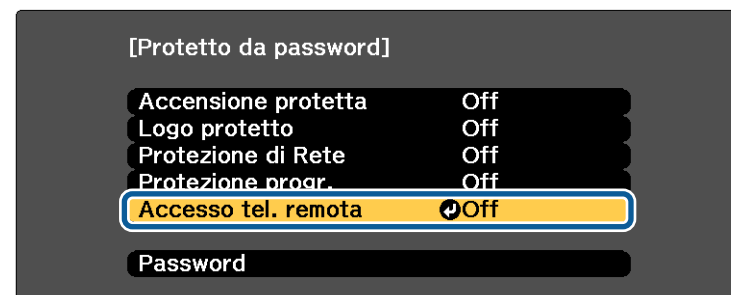 [Protetto da password]
Accensione protetta Off
Logo protetto Off
Protezione di Rete Off
Protezione progr. Off
Accesso tel. remota Off
Password